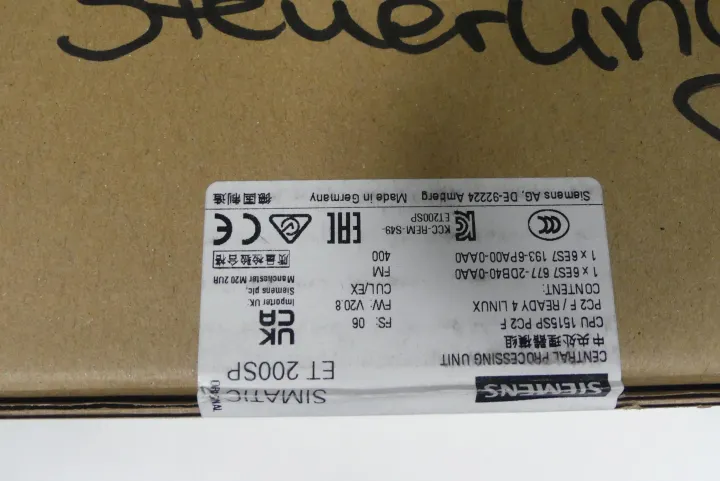 Steuerung
SIEMENS
SIMATIC
ET 200SP
CENTRAL PROCESSING UNIT
中央处理器模组
CPU 1515SP PC2 F
PC2 F / READY 4 LINUX
CONTENT:
1 x 6ES7 677-2DB40-0AA0
1 x 6ES7 193-6PA00-0AA0
FS: 06
FW: V20.8
CUL/EX
FM
400
UK
CA
Importer UK:
Siemens plc,
Manchester M20 2UR
质量检验合格
CCC
KCC-REM-S49-
ET200SP
EAC
CE
Siemens AG, DE-92224 Amberg
Made in Germany
德国制造